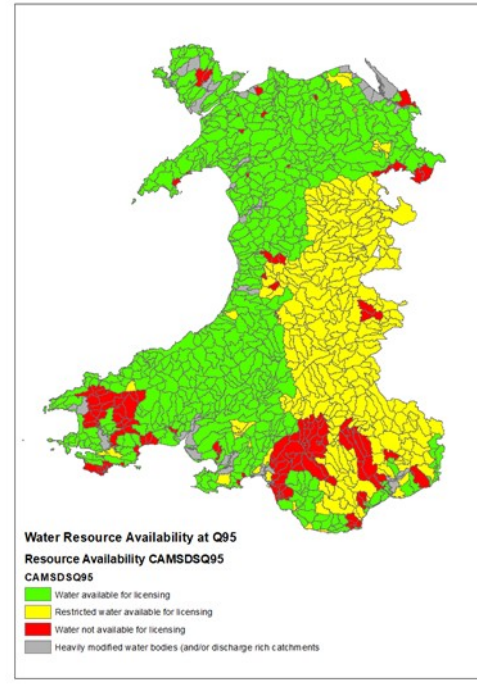 Water Resource Availability at Q95
Resource Availability CAMSDSQ95
CAMSDSQ95
Water available for licensing
Restricted water available for licensing
Water not available for licensing
Heavily modified water bodies (and/or discharge rich catchments